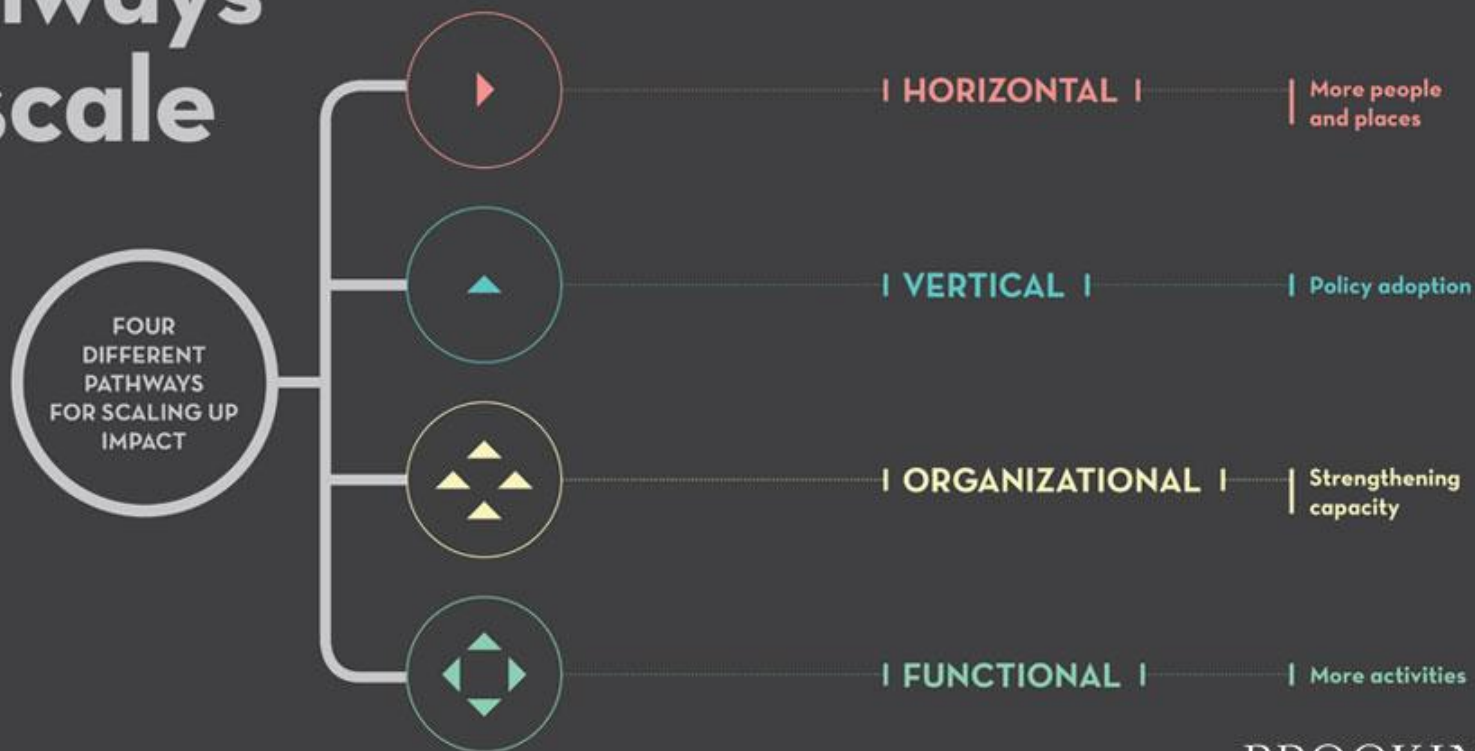 scale
FOUR
DIFFERENT
PATHWAYS
FOR SCALING UP
IMPACT
HORIZONTAL
More people
and places
VERTICAL
Policy adoption
ORGANIZATIONAL
Strengthening
capacity
FUNCTIONAL
More activities